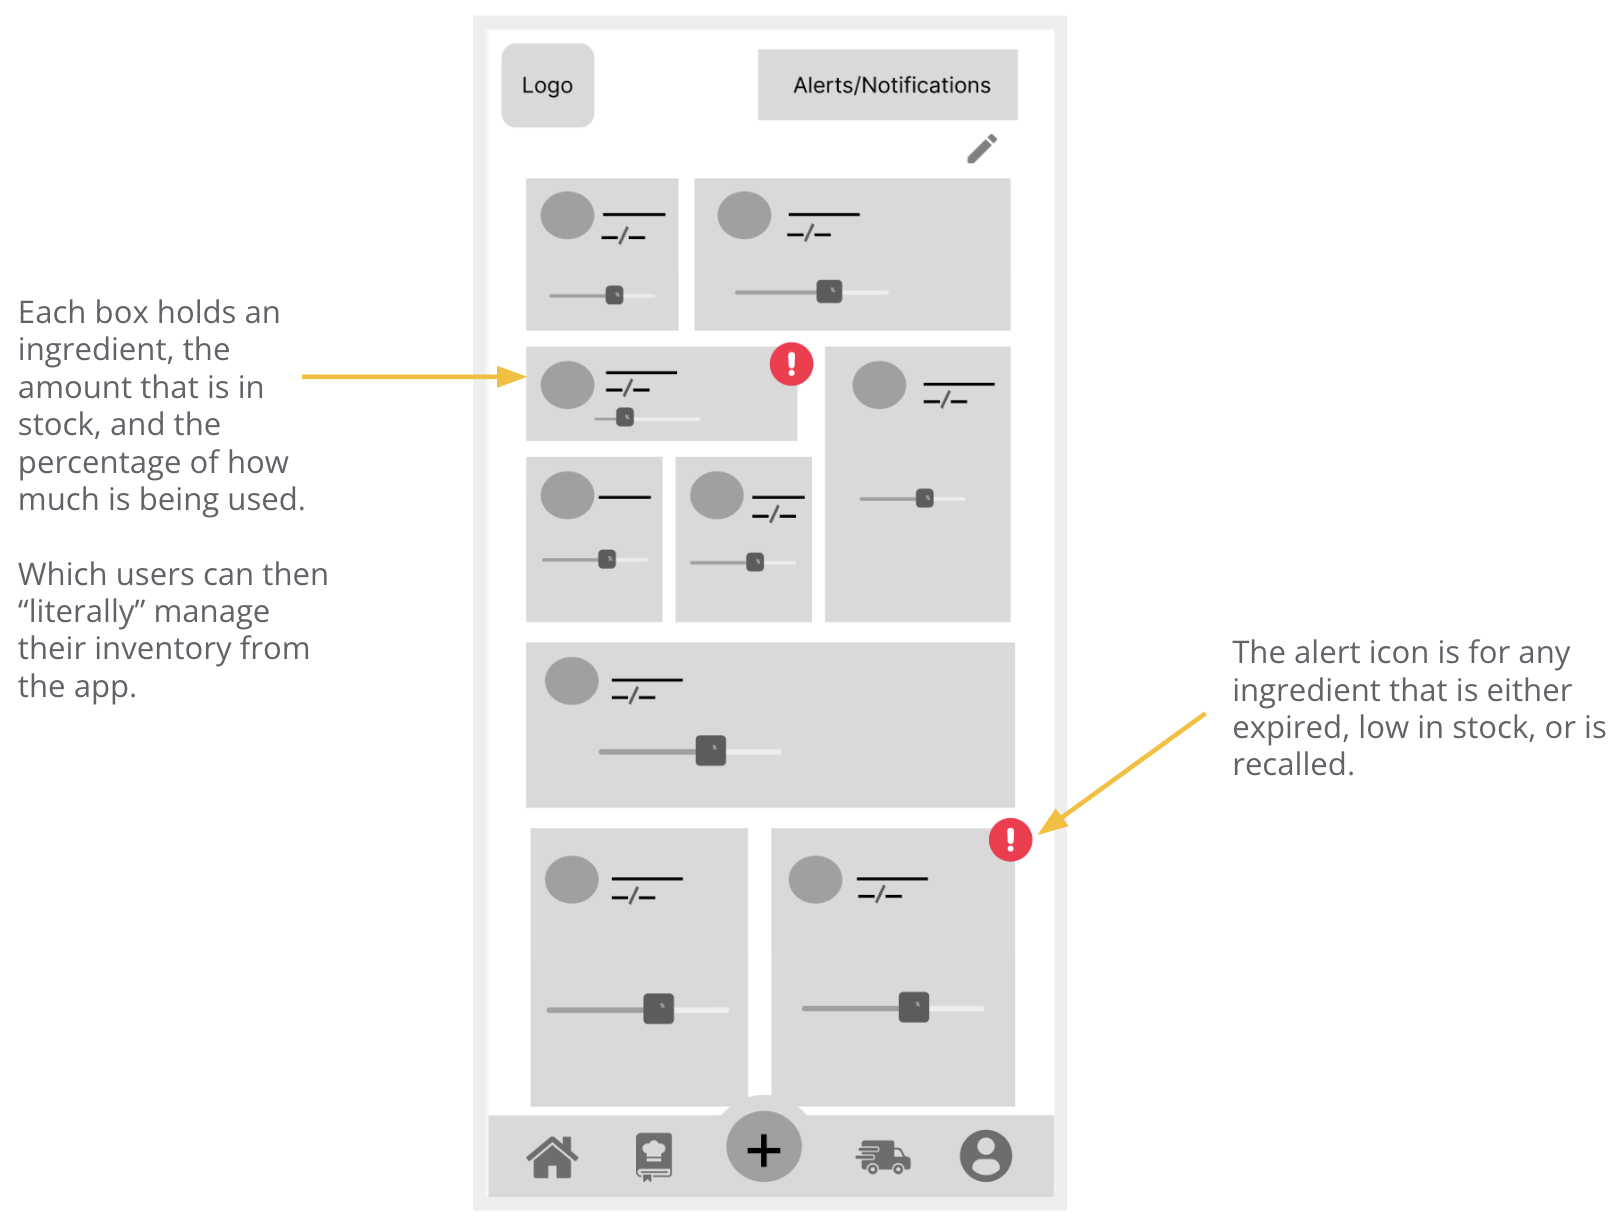 Logo
Alerts/Notifications
Each box holds an
ingredient, the
amount that is in
stock, and the
percentage of how
much is being used.
Which users can then
“literally” manage
their inventory from
the app.
The alert icon is for any
ingredient that is either
expired, low in stock, or is
recalled.
%
%
%
%
%
%
%
%
%